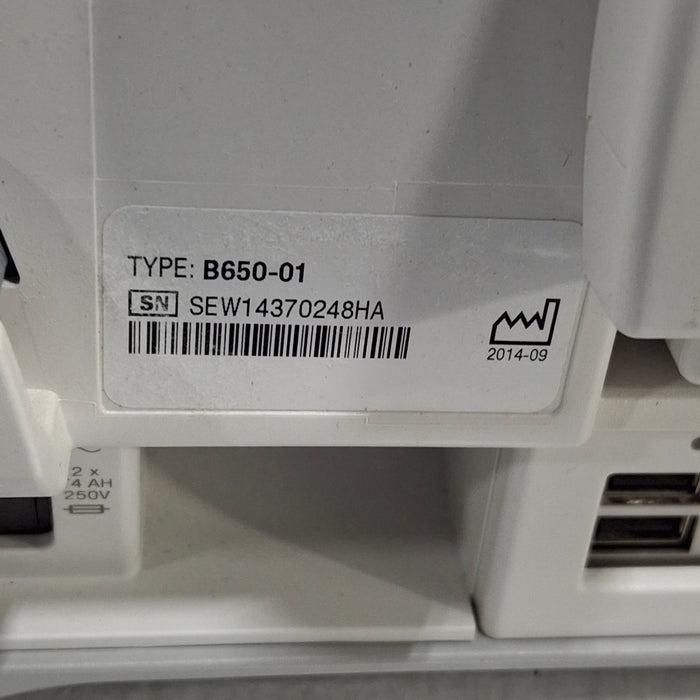 TYPE: B650-01
SN SEW14370248HA
2014-09
2 x
4 AH
250V